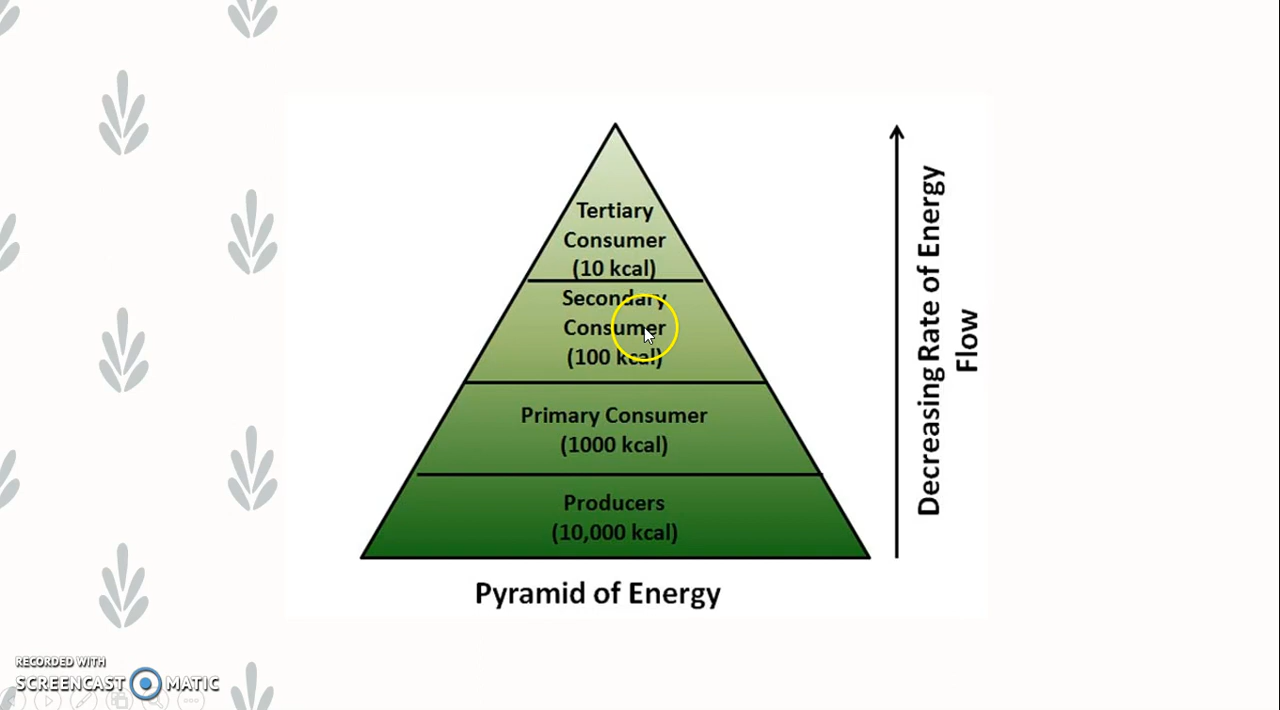 Tertiary
Consumer
(10 kcal)
Secondary
Consumer
(100 kcal)
Primary Consumer
(1000 kcal)
Producers
(10,000 kcal)
Decreasing Rate of Energy
Flow
Pyramid of Energy
RECORDED WITH
SCREENCAST MATIC